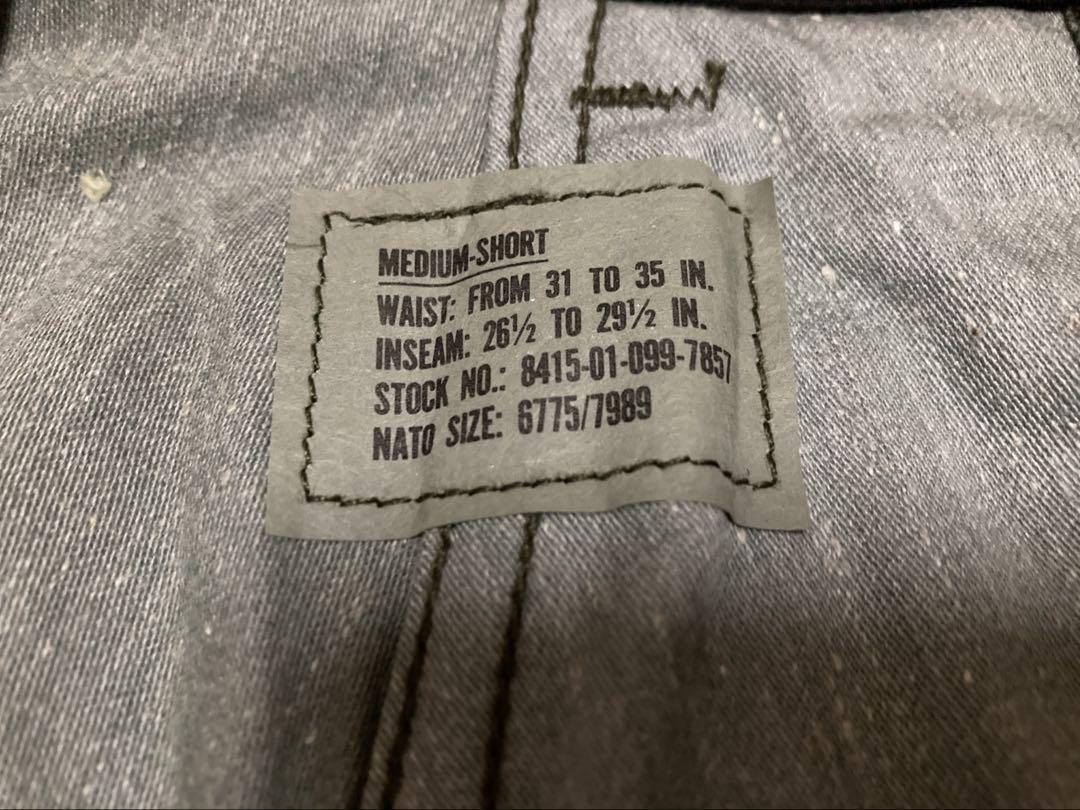 MEDIUM-SHORT
WAIST: FROM 31 TO 35 IN.
INSEAM: 26½ TO 29½ IN.
STOCK NO.: 8415-01-099-7857
NATO SIZE: 6775/7989